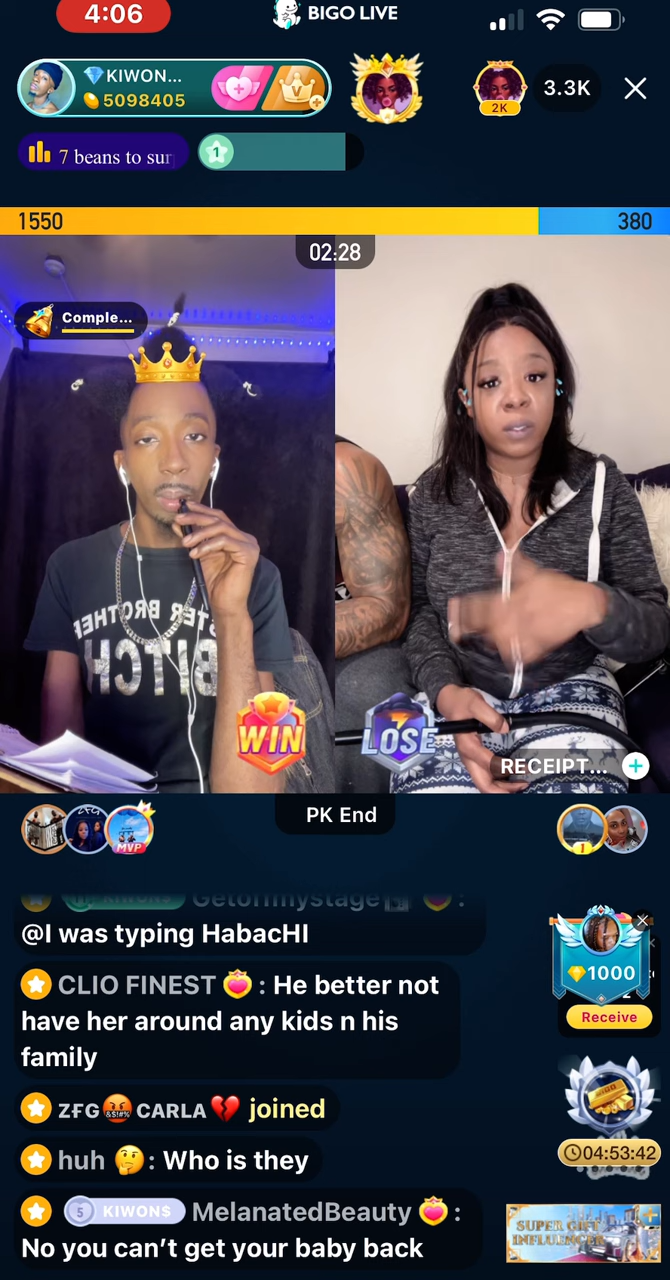 4:06
BIGO LIVE
KIWON...
5098405
2K
3.3K
7 beans to sur
1
1550
380
02:28
Comple...
WIN
LOSE
RECEIPT...
PK End
MVP
1
@I was typing HabacHI
1000
Receive
CLIO FINEST : He better not
have her around any kids n his
family
ZFG CARLA joined
huh : Who is they
04:53:42
5 KIWONS MelanatedBeauty :
No you can’t get your baby back
SUPER GIFT
INFLUENCER